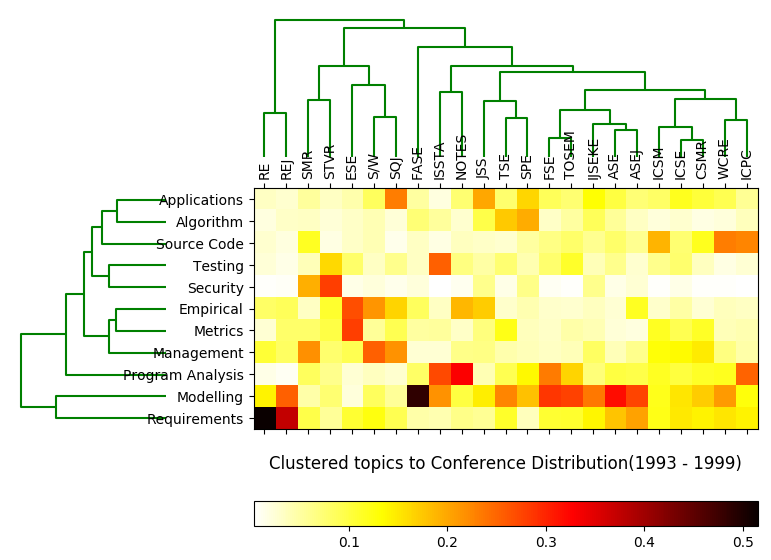 RE REJ SMR STVR ESE S/W SQJ FASE ISSTA NOTES JSS TSE SPE FSE TOSEM IJSEKE ASE ASEJ ICSM ICSE CSMR WCRE ICPC
Applications
Algorithm
Source Code
Testing
Security
Empirical
Metrics
Management
Program Analysis
Modelling
Requirements
Clustered topics to Conference Distribution(1993 - 1999)
0.1 0.2 0.3 0.4 0.5